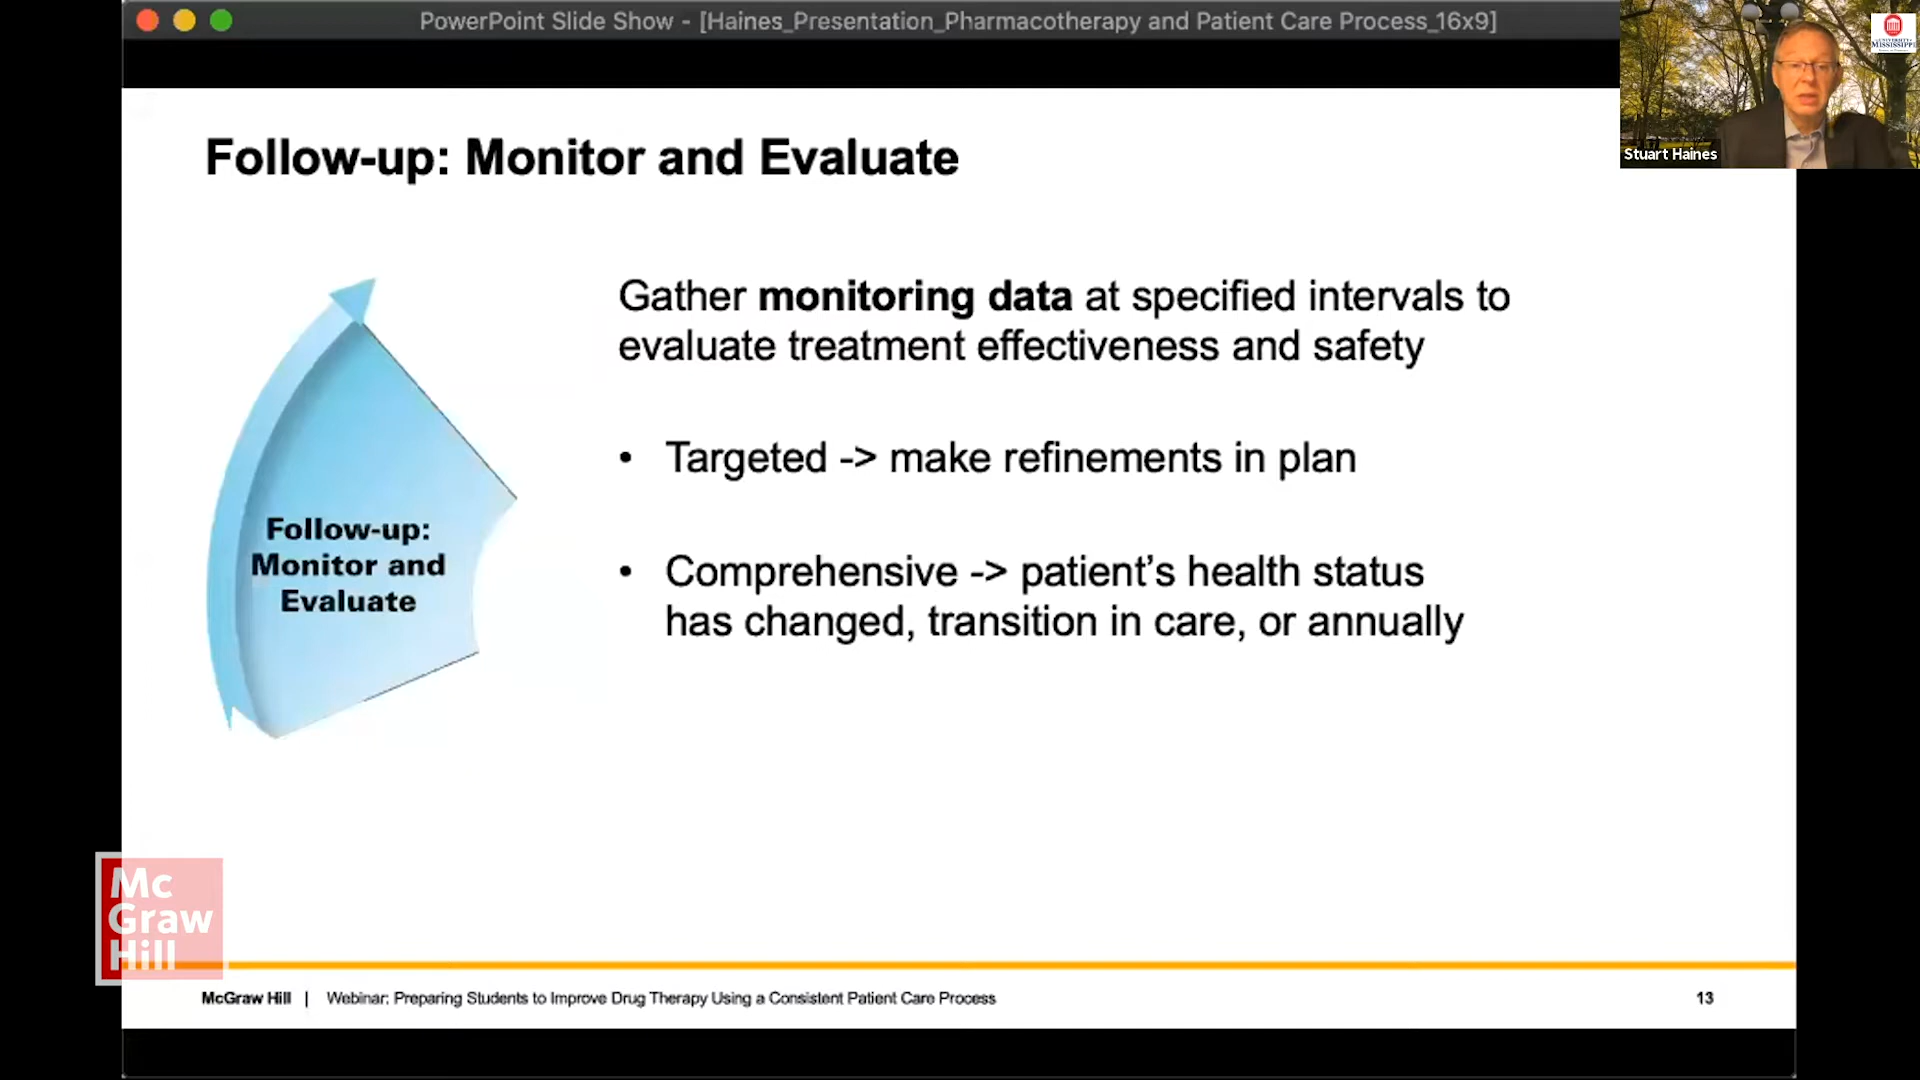 PowerPoint Slide Show - [Haines_Presentation_Pharmacotherapy and Patient Care Process_16x9]
MISSISSIPPI
Stuart Haines
Follow-up: Monitor and Evaluate
Gather monitoring data at specified intervals to
evaluate treatment effectiveness and safety
• Targeted -> make refinements in plan
• Comprehensive -> patient’s health status
has changed, transition in care, or annually
Follow-up:
Monitor and
Evaluate
Mc
Graw
Hill
McGraw Hill | Webinar: Preparing Students to Improve Drug Therapy Using a Consistent Patient Care Process
13